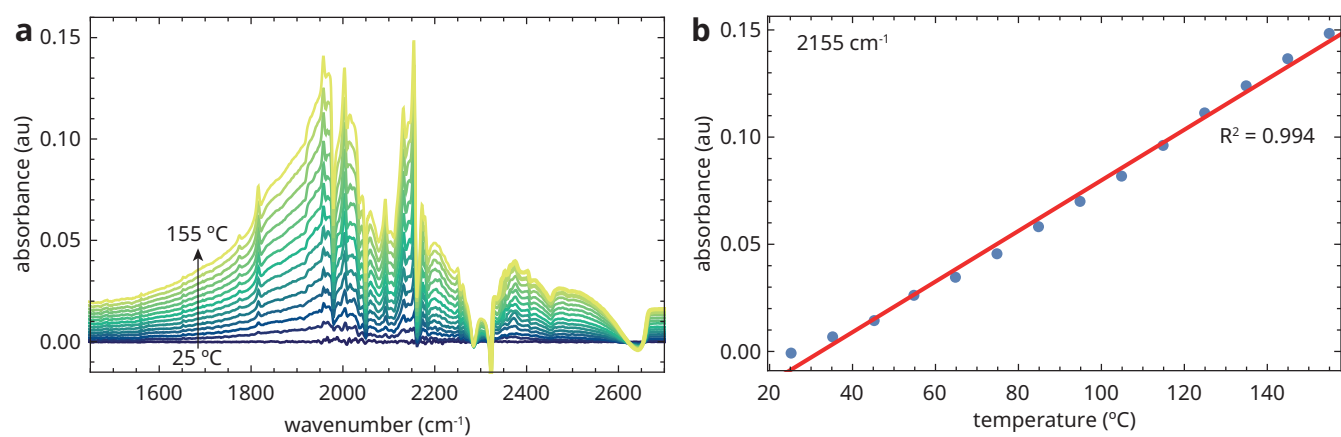 a
0.15
0.10
0.05
0.00
absorbance (au)
155 ºC
25 ºC
1600 1800 2000 2200 2400 2600
wavenumber (cm⁻¹)
b
0.15
0.10
0.05
0.00
absorbance (au)
2155 cm⁻¹
R² = 0.994
20 40 60 80 100 120 140
temperature (ºC)